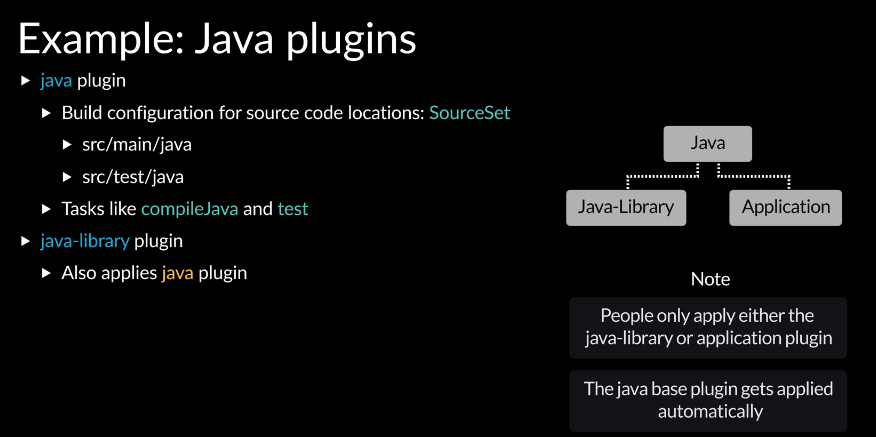 Example: Java plugins
java plugin
Build configuration for source code locations: SourceSet
src/main/java
src/test/java
Tasks like compileJava and test
java-library plugin
Also applies java plugin
Java
Java-Library
Application
Note
People only apply either the
java-library or application plugin
The java base plugin gets applied
automatically